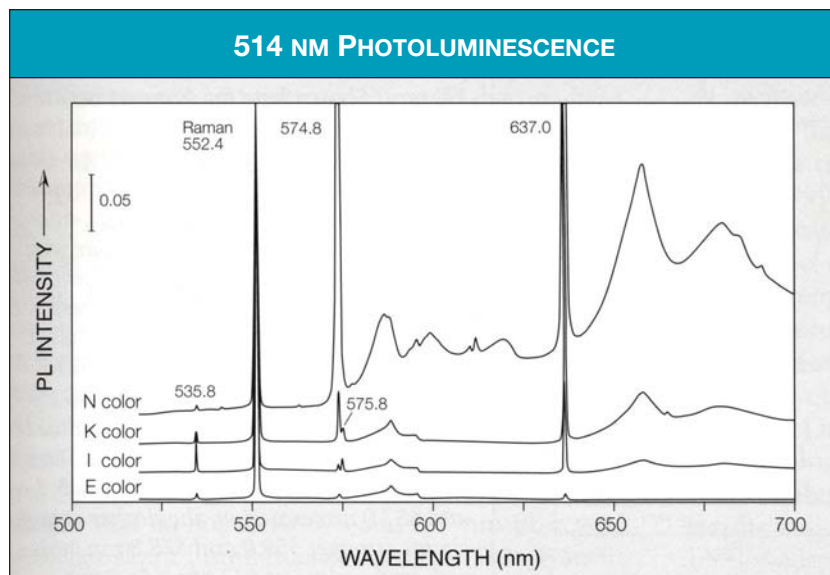 514 NM PHOTOLUMINESCENCE
Raman
552.4
574.8
637.0
0.05
PL INTENSITY
535.8
N color
575.8
K color
I color
E color
500
550
600
650
700
WAVELENGTH (nm)